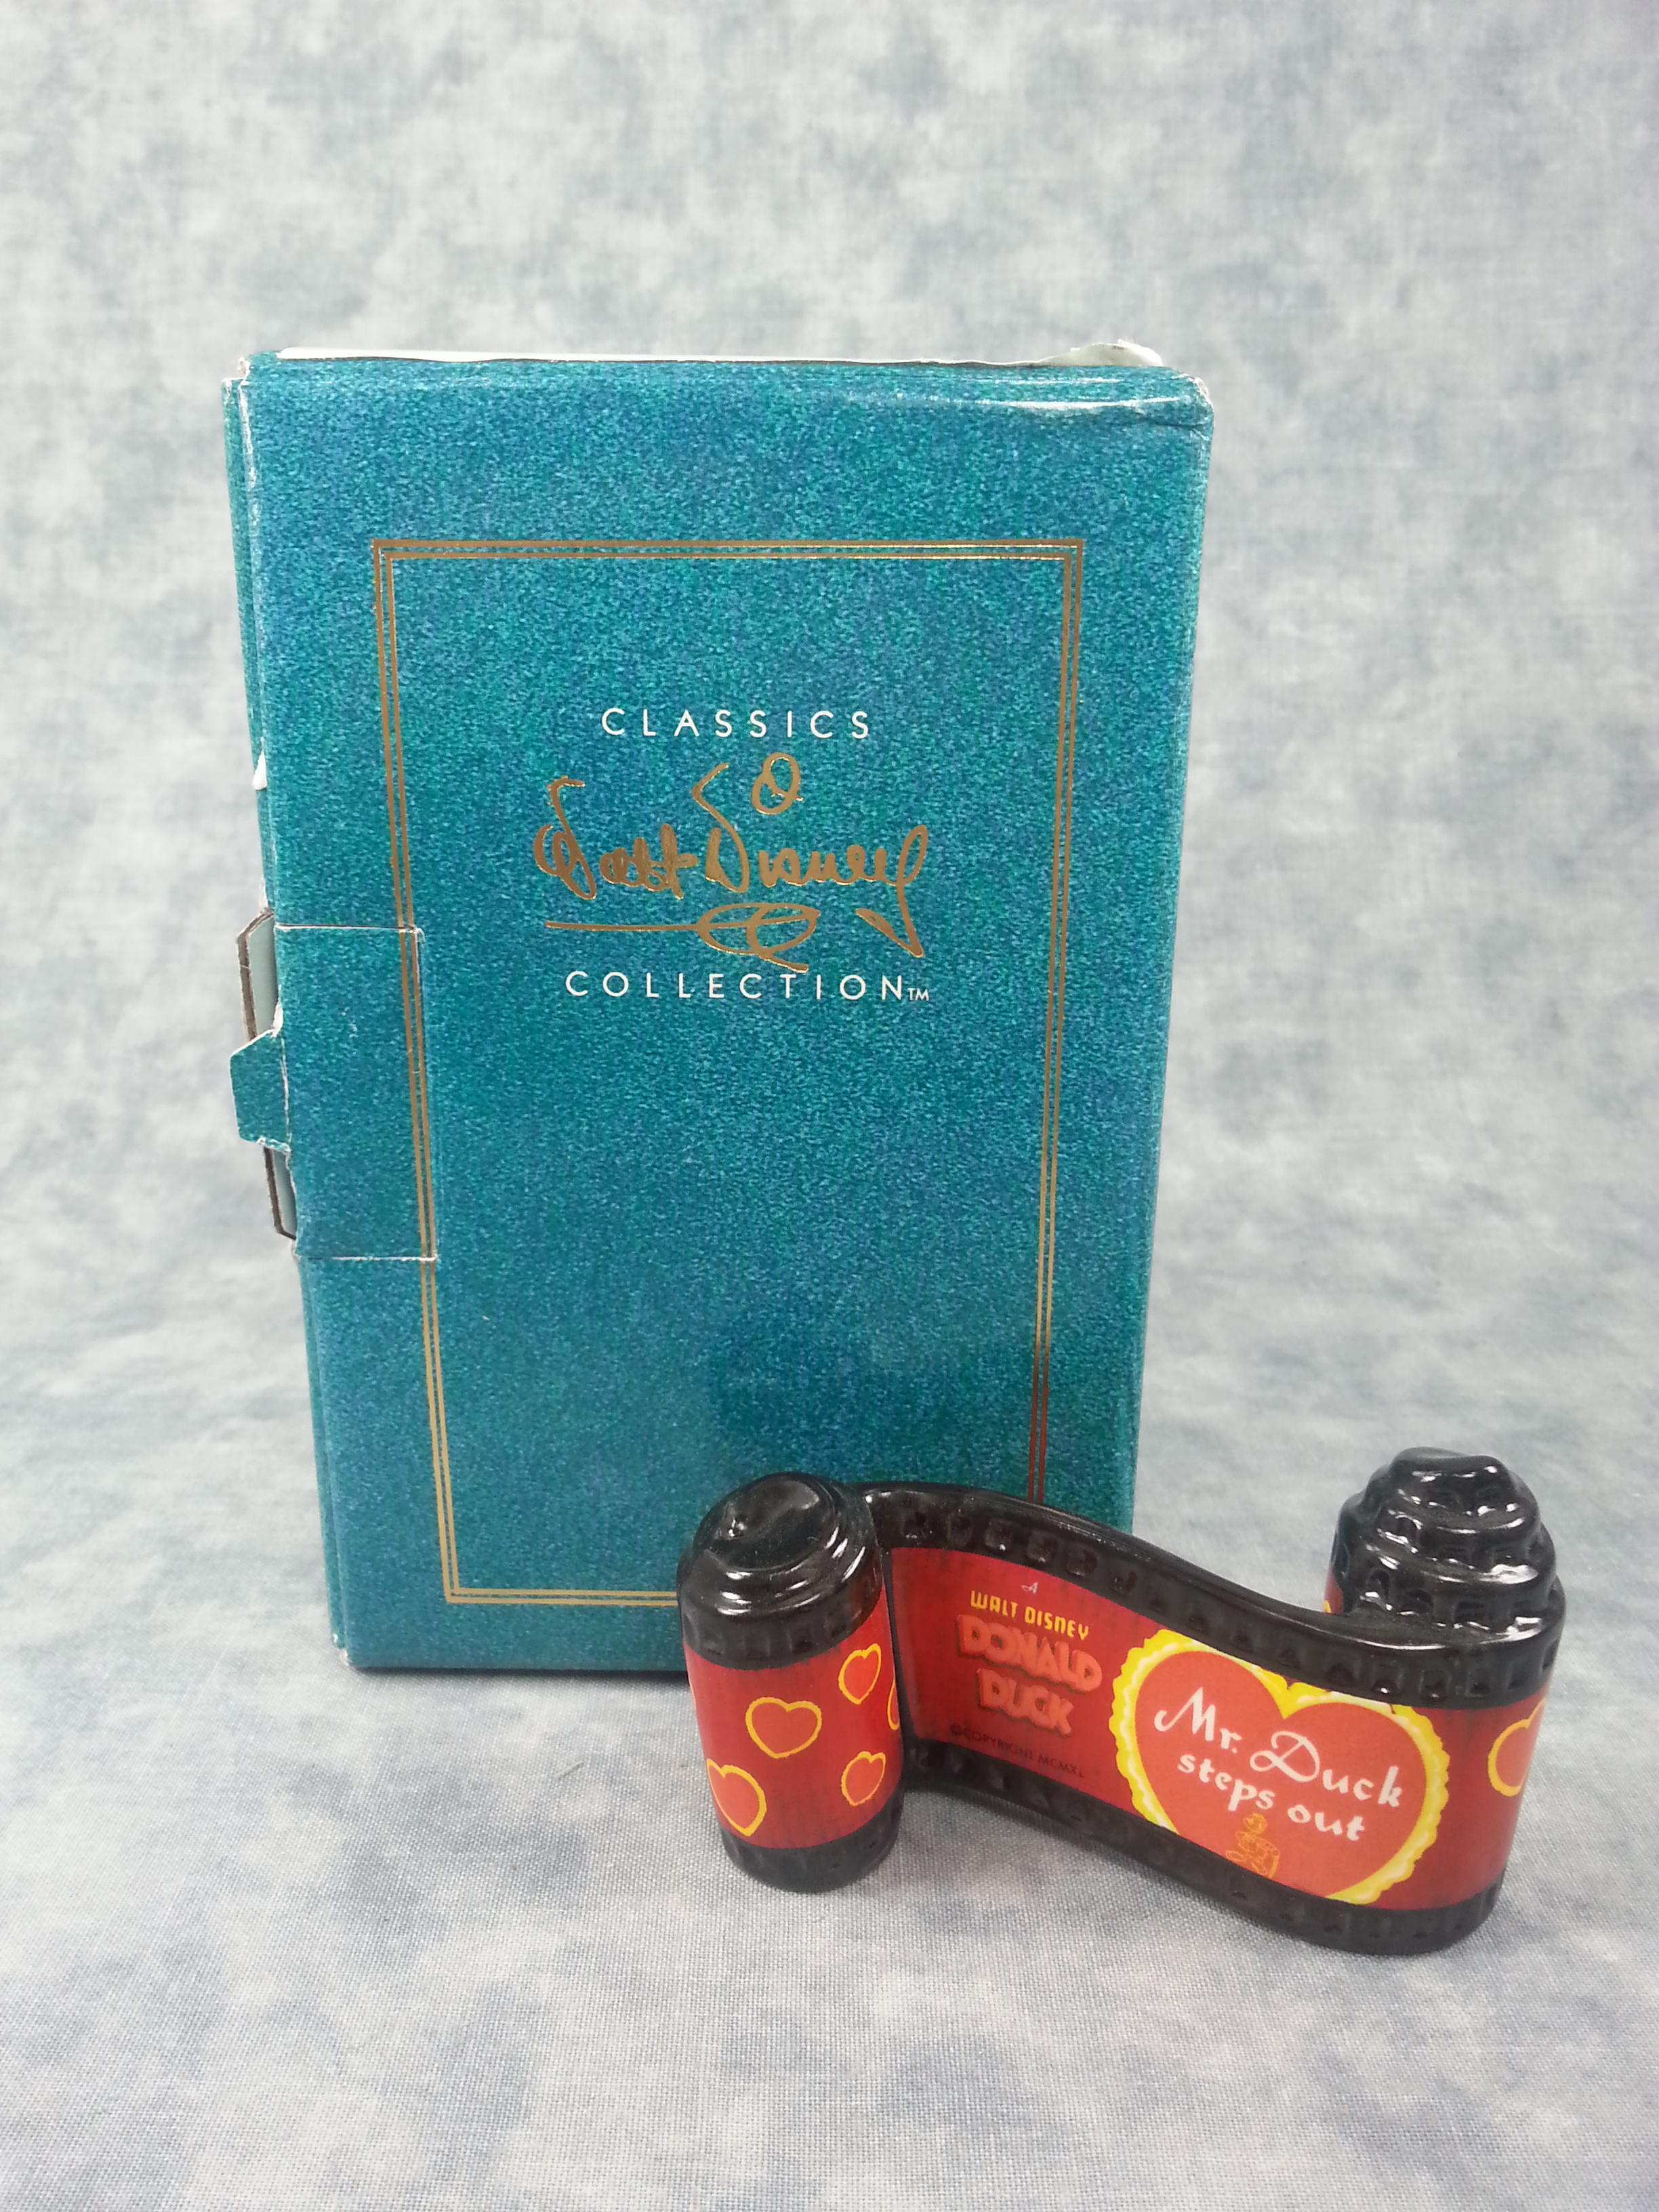 CLASSICS
Walt Disney
COLLECTION™
A
WALT DISNEY
DONALD
DUCK
©COPYRIGHT MCMXL
Mr. Duck
steps out